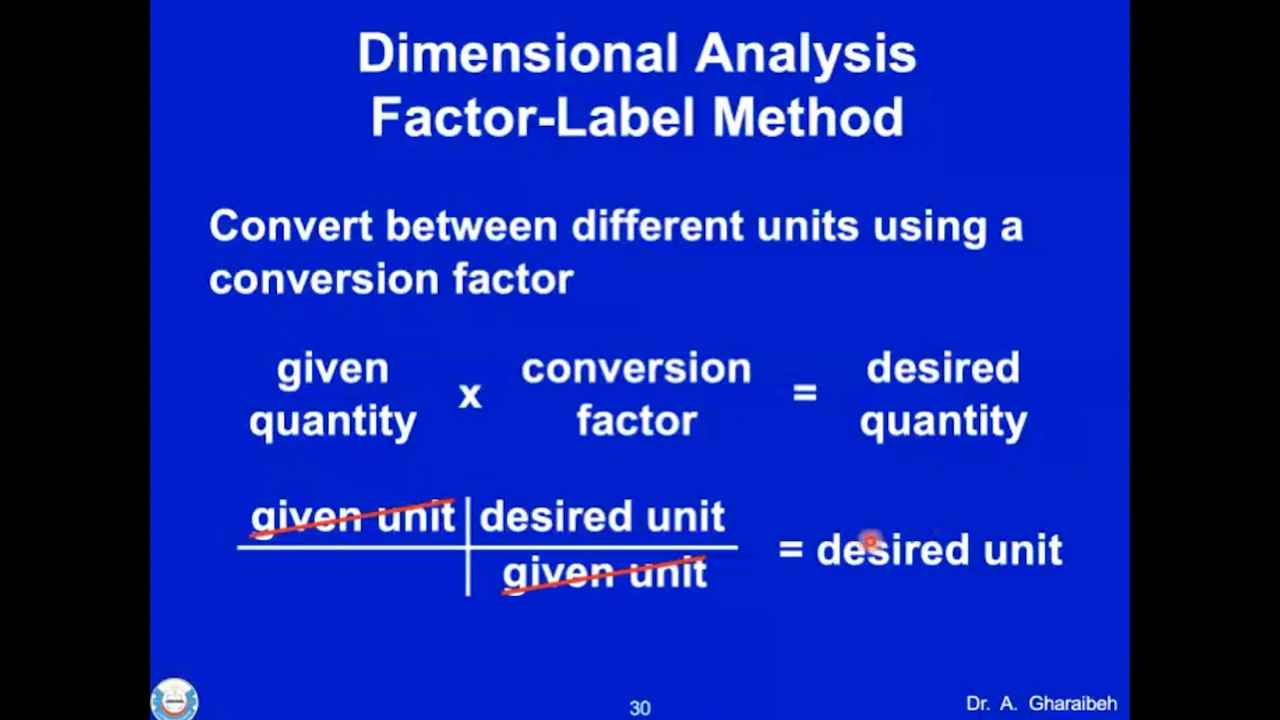 Dimensional Analysis
Factor-Label Method
Convert between different units using a
conversion factor
given quantity x conversion factor = desired quantity
given unit desired unit
given unit
= desired unit
30
Dr. A. Gharaibeh